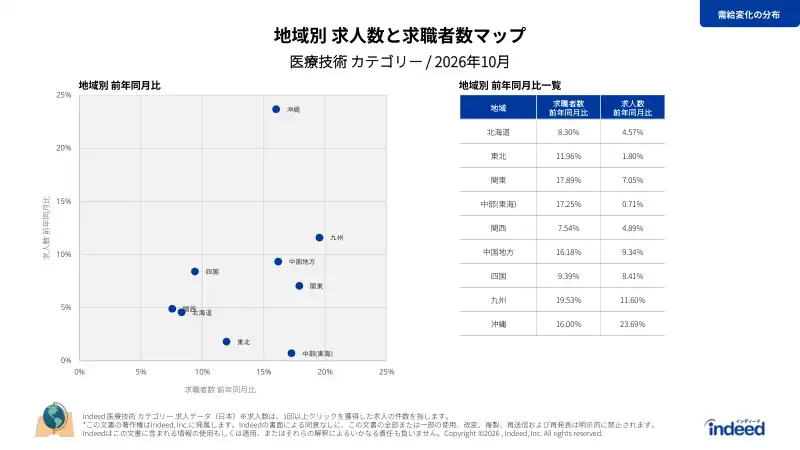 需給変化の分布
地域別 求人数と求職者数マップ
医療技術 カテゴリー / 2026年10月
地域別 前年同月比
25%
20%
15%
10%
5%
0%
0%
5%
10%
15%
20%
25%
求人数 前年同月比
求職者数 前年同月比
沖縄
九州
中国地方
四国
関東
関西
北海道
東北
中部(東海)
地域別 前年同月比一覧
地域 求職者数 前年同月比 求人数 前年同月比
北海道 8.30% 4.57%
東北 11.96% 1.80%
関東 17.89% 7.05%
中部(東海) 17.25% 0.71%
関西 7.54% 4.89%
中国地方 16.18% 9.34%
四国 9.39% 8.41%
九州 19.53% 11.60%
沖縄 16.00% 23.69%
Indeed 医療技術 カテゴリー 求人データ（日本）※求人数は、1回以上クリックを獲得した求人の件数を指します。
*この文書の著作権はIndeed, Inc.に帰属します。Indeedの書面による同意なしに、この文書の全部または一部の使用、改変、複製、再送信および再発表は明示的に禁止されます。
Indeedはこの文書に含まれる情報の使用もしくは適用、またはそれらの解釈によるいかなる責任も負いません。Copyright ©2026 , Indeed, Inc. All rights reserved.
インディード
indeed